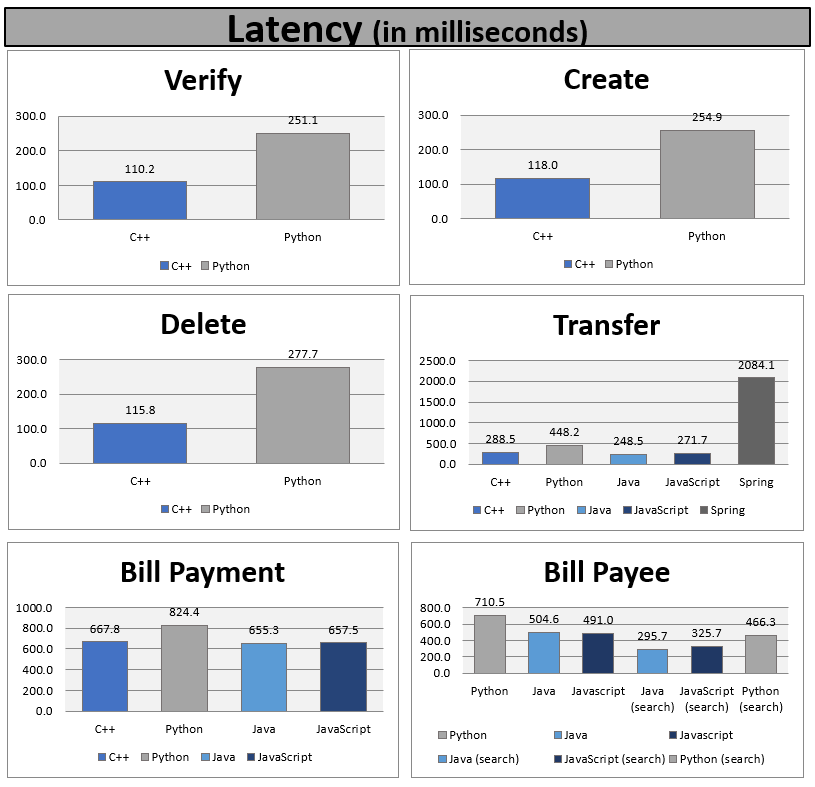 Latency (in milliseconds)
Verify
300.0
251.1
200.0
110.2
100.0
0.0
C++ Python
C++ Python
Create
300.0
254.9
200.0
118.0
100.0
0.0
C++ Python
C++ Python
Delete
300.0
277.7
200.0
115.8
100.0
0.0
C++ Python
C++ Python
Transfer
2500.0
2084.1
2000.0
1500.0
1000.0
500.0
288.5 448.2 248.5 271.7
0.0
C++ Python Java JavaScript Spring
C++ Python Java JavaScript Spring
Bill Payment
1000.0
667.8 824.4 655.3 657.5
800.0
600.0
400.0
200.0
0.0
C++ Python Java JavaScript
C++ Python Java JavaScript
Bill Payee
800.0
710.5 504.6 491.0 295.7 325.7 466.3
600.0
400.0
200.0
0.0
Python Java Javascript Java JavaScript Python
(search) (search) (search)
Python Java Javascript
Java (search) JavaScript (search) Python (search)